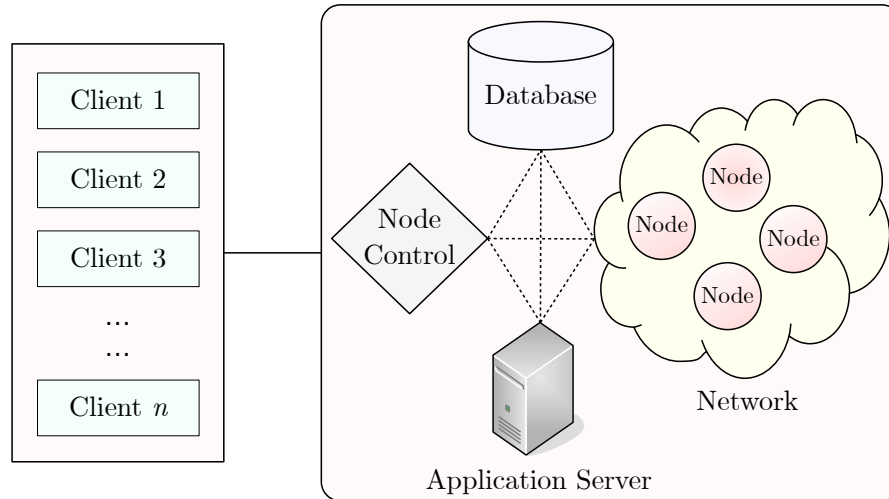 Client 1
Client 2
Client 3
...
...
Client n
Database
Node
Control
Node
Node
Node
Node
Network
Application Server